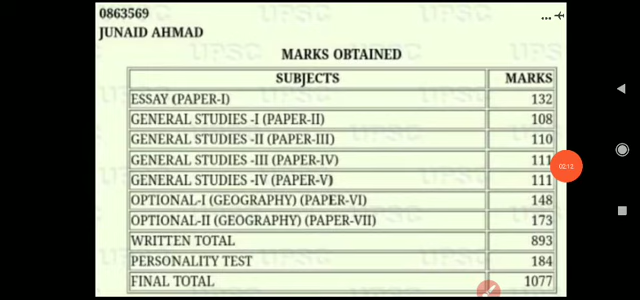 0863569
JUNAID AHMAD
MARKS OBTAINED
SUBJECTS MARKS
ESSAY (PAPER-I) 132
GENERAL STUDIES -I (PAPER-II) 108
GENERAL STUDIES -II (PAPER-III) 110
GENERAL STUDIES -III (PAPER-IV) 111
GENERAL STUDIES -IV (PAPER-V) 111
OPTIONAL-I (GEOGRAPHY) (PAPER-VI) 148
OPTIONAL-II (GEOGRAPHY) (PAPER-VII) 173
WRITTEN TOTAL 893
PERSONALITY TEST 184
FINAL TOTAL 1077
02:12